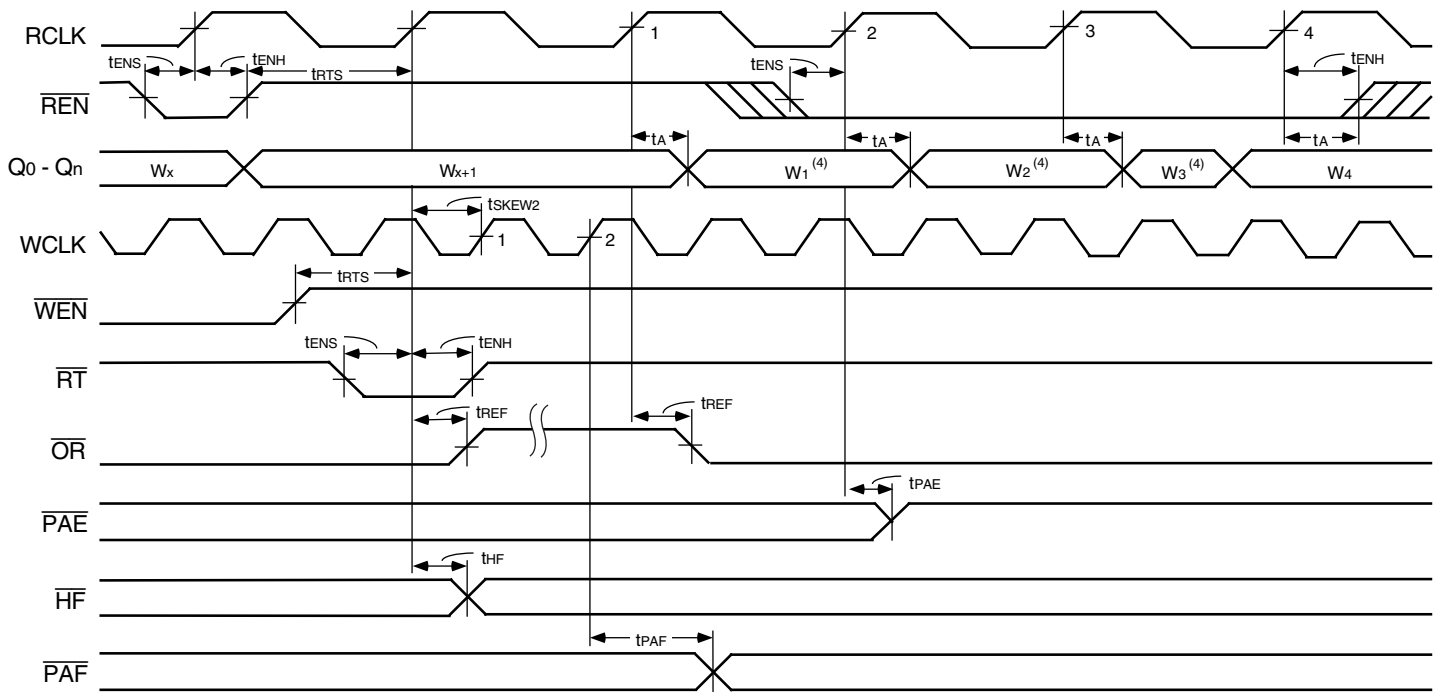 RCLK 1 2 3 4
tENS tENH tRTS tENS tENH
REN
tA tA tA tA
Q0 - Qn Wx Wx+1 W1(4) W2(4) W3(4) W4
tSKEW2
WCLK 1 2
tRTS
WEN
tENS tENH
RT
tREF tREF
OR
tPAE
PAE
tHF
HF
tPAF
PAF